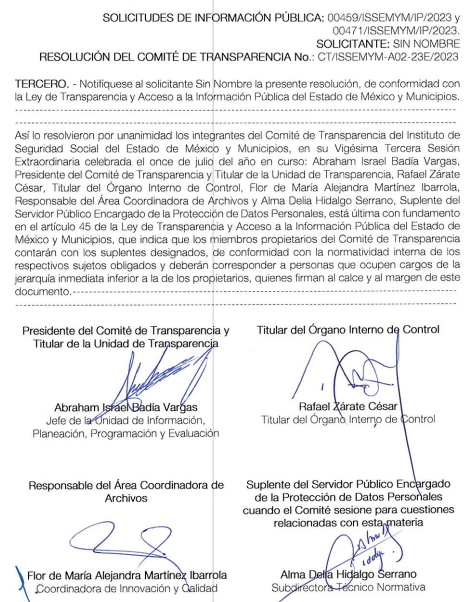 SOLICITUDES DE INFORMACIÓN PÚBLICA: 00459/ISSEMYM/IP/2023 y
00471/ISSEMYM/IP/2023.
SOLICITANTE: SIN NOMBRE
RESOLUCIÓN DEL COMITÉ DE TRANSPARENCIA No.: CT/ISSEMYM-A02-23E/2023
TERCERO. - Notifíquese al solicitante Sin Nombre la presente resolución, de conformidad con
la Ley de Transparencia y Acceso a la Información Pública del Estado de México y Municipios.
Así lo resolvieron por unanimidad los integrantes del Comité de Transparencia del Instituto de
Seguridad Social del Estado de México y Municipios, en su Vigésima Tercera Sesión
Extraordinaria celebrada el once de julio del año en curso: Abraham Israel Badía Vargas,
Presidente del Comité de Transparencia y Titular de la Unidad de Transparencia, Rafael Zárate
César, Titular del Órgano Interno de Control, Flor de María Alejandra Martínez Ibarrola,
Responsable del Área Coordinadora de Archivos y Alma Delia Hidalgo Serrano, Suplente del
Servidor Público Encargado de la Protección de Datos Personales, está última con fundamento
en el artículo 45 de la Ley de Transparencia y Acceso a la Información Pública del Estado de
México y Municipios, que indica que los miembros propietarios del Comité de Transparencia
contarán con los suplentes designados, de conformidad con la normatividad interna de los
respectivos sujetos obligados y deberán corresponder a personas que ocupen cargos de la
jerarquía inmediata inferior a la de los propietarios, quienes firman al calce y al margen de este
documento.
Presidente del Comité de Transparencia y
Titular de la Unidad de Transparencia
Abraham Israel Badía Vargas
Jefe de la Unidad de Información,
Planeación, Programación y Evaluación
Titular del Órgano Interno de Control
Rafael Zárate César
Titular del Órgano Interno de Control
Responsable del Área Coordinadora de
Archivos
Flor de María Alejandra Martínez Ibarrola
Coordinadora de Innovación y Calidad
Suplente del Servidor Público Encargado
de la Protección de Datos Personales
cuando el Comité sesione para cuestiones
relacionadas con esta materia
Alma Delia Hidalgo Serrano
Subdirectora Técnico Normativa